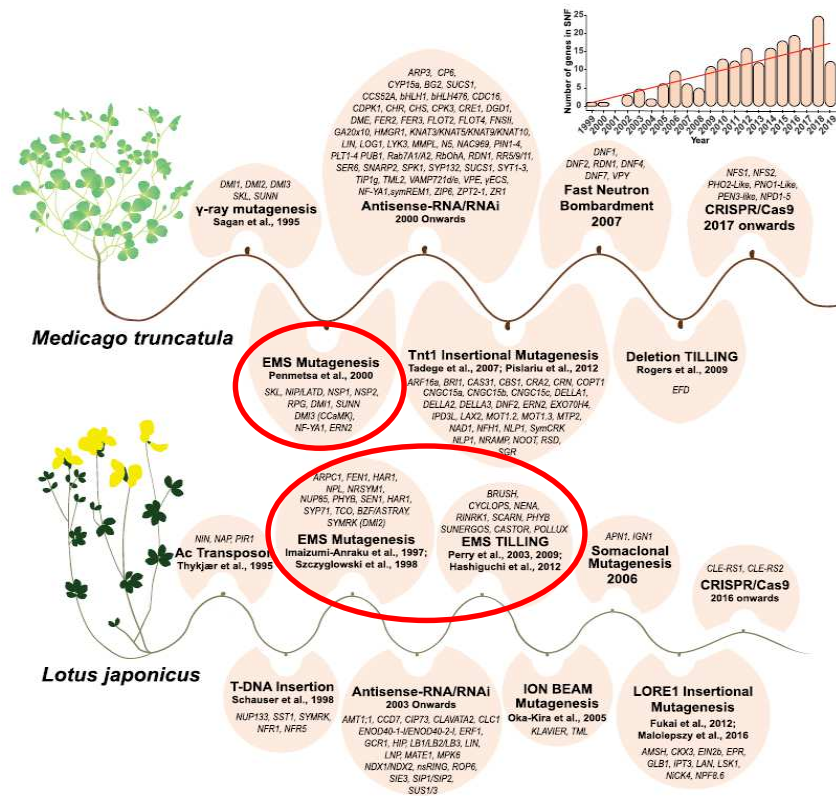 25
20
15
10
5
0
Number of genes in SNF
1999
2000
2001
2002
2003
2004
2005
2006
2007
2008
2009
2010
2011
2012
2013
2014
2015
2016
2017
2018
2019
Year
DMI1, DMI2, DMI3
SKL, SUNN
γ-ray mutagenesis
Sagan et al., 1995
ARP3, CP6,
CYP15a, BG2, SUCS1,
CCS52A, bHLH1, bHLH476, CDC16,
CDPK1, CHR, CHS, CPK3, CRE1, DGD1,
DME, FER2, FER3, FLOT2, FLOT4, FNSII,
GA20x10, HMGR1, KNAT3/KNAT5/KNAT9/KNAT10,
LIN, LOG1, LYK3, MMPL, N5, NAC969, PIN1-4,
PLT1-4 PUB1, Rab7A1/A2, RbOhA, RDN1, RR5/9/11,
SER6, SNARP2, SPK1, SYP132, SUCS1, SYT1-3,
TIP1g, TML2, VAMP721d/e, VPE, γECS,
NF-YA1,symREM1, ZIP6, ZPT2-1, ZR1
Antisense-RNA/RNAi
2000 Onwards
DNF1,
DNF2, RDN1, DNF4,
DNF7, VPY
Fast Neutron
Bombardment
2007
NFS1, NFS2,
PHO2-Like, PNO1-Like,
PEN3-like, NPD1-5
CRISPR/Cas9
2017 onwards
Medicago truncatula
EMS Mutagenesis
Penmetsa et al., 2000
SKL, NIP/LATD, NSP1, NSP2,
RPG, DMI1, SUNN
DMI3 (CCaMK),
NF-YA1, ERN2
Tnt1 Insertional Mutagenesis
Tadege et al., 2007; Pislariu et al., 2012
ARF16a, BRI1, CAS31, CBS1, CRA2, CRN, COPT1
CNGC15a, CNGC15b, CNGC15c, DELLA1,
DELLA2, DELLA3, DNF2, ERN2, EXO70H4,
IPD3L, LAX2, MOT1.2, MOT1.3, MTP2,
NAD1, NFH1, NLP1, SymCRK
NLP1, NRAMP, NOOT, RSD,
SGR
Deletion TILLING
Rogers et al., 2009
EFD
NIN, NAP, PIR1
Ac Transposon
Thykjær et al., 1995
ARPC1, FEN1, HAR1,
NPL, NRSYM1,
NUP85, PHYB, SEN1, HAR1,
SYP71, TCO, BZF/ASTRAY,
SYMRK (DMI2)
EMS Mutagenesis
Imaizumi-Anraku et al., 1997;
Szczyglowski et al., 1998
BRUSH,
CYCLOPS, NENA,
RINRK1, SCARN, PHYB
SUNERGOS, CASTOR, POLLUX
EMS TILLING
Perry et al., 2003, 2009;
Hashiguchi et al., 2012
APN1, IGN1
Somaclonal
Mutagenesis
2006
CLE-RS1, CLE-RS2
CRISPR/Cas9
2016 onwards
Lotus japonicus
T-DNA Insertion
Schauser et al., 1998
NUP133, SST1, SYMRK,
NFR1, NFR5
Antisense-RNA/RNAi
2003 Onwards
AMT1;1, CCD7, CIP73, CLAVATA2, CLC1
ENOD40-1-I/ENOD40-2-I, ERF1,
GCR1, HIP, LB1/LB2/LB3, LIN,
LNP, MATE1, MPK6
NDX1/NDX2, nsRING, ROP6,
SIE3, SIP1/SIP2,
SUS1/3
ION BEAM
Mutagenesis
Oka-Kira et al., 2005
KLAVIER, TML
LORE1 Insertional
Mutagenesis
Fukai et al., 2012;
Malolepszy et al., 2016
AMSH, CKX3, EIN2b, EPR,
GLB1, IPT3, LAN, LSK1,
NiCK4, NPF8.6